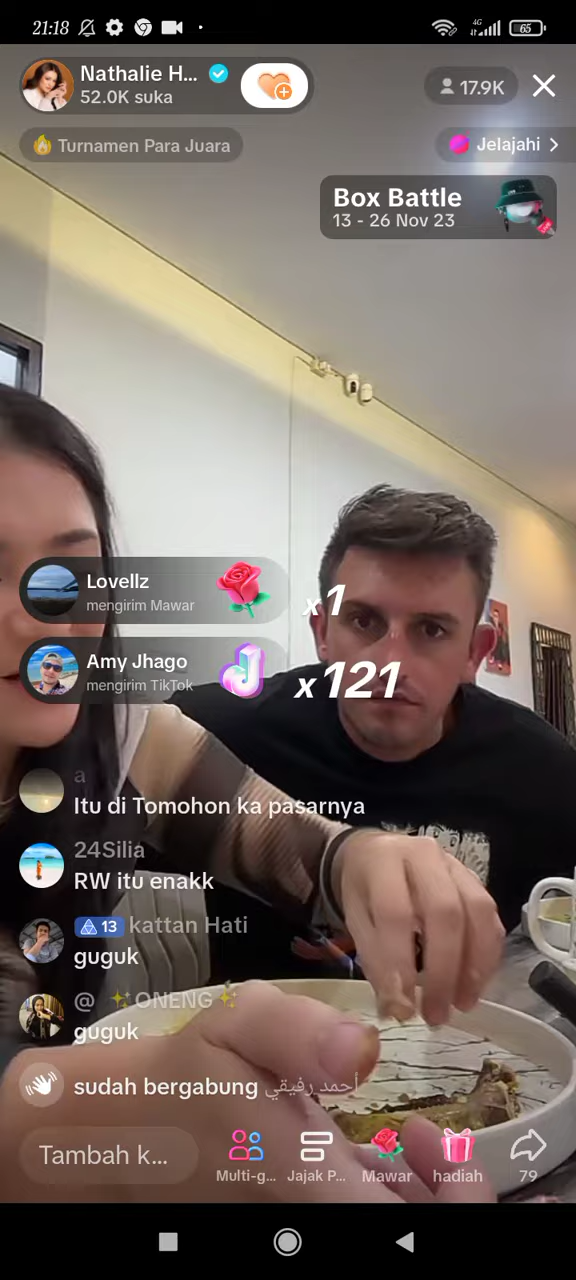 21:18
4G
65
Nathalie H...
52.0K suka
17.9K
Turnamen Para Juara
Jelajahi
Box Battle
13 - 26 Nov 23
Lovellz
mengirim Mawar
x1
Amy Jhago
mengirim TikTok
x121
a
Itu di Tomohon ka pasarnya
24Silia
RW itu enakk
13 kattan Hati
guguk
@ ✨ONENG✨
guguk
sudah bergabung أحمد رفيقي
Tambah k...
Multi-g...
Jajak P...
Mawar
hadiah
79